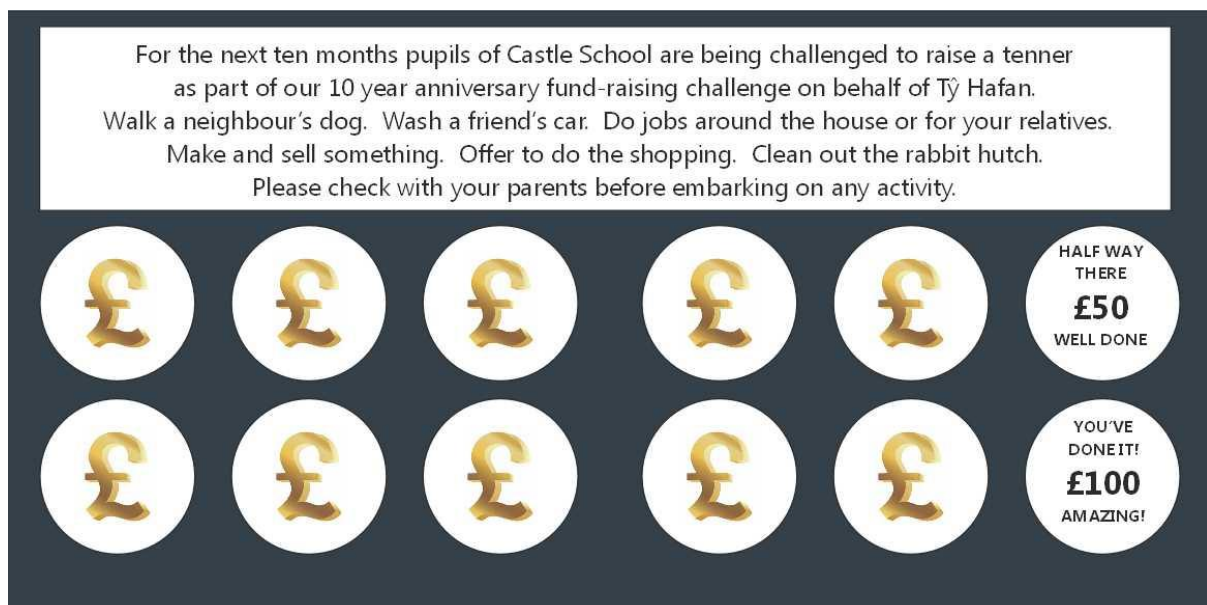 For the next ten months pupils of Castle School are being challenged to raise a tenner
as part of our 10 year anniversary fund-raising challenge on behalf of Tŷ Hafan.
Walk a neighbour's dog.  Wash a friend's car.  Do jobs around the house or for your relatives.
Make and sell something.  Offer to do the shopping.  Clean out the rabbit hutch.
Please check with your parents before embarking on any activity.
£ £ £ £ £
HALF WAY
THERE
£50
WELL DONE
£ £ £ £ £
YOU'VE
DONE IT!
£100
AMAZING!